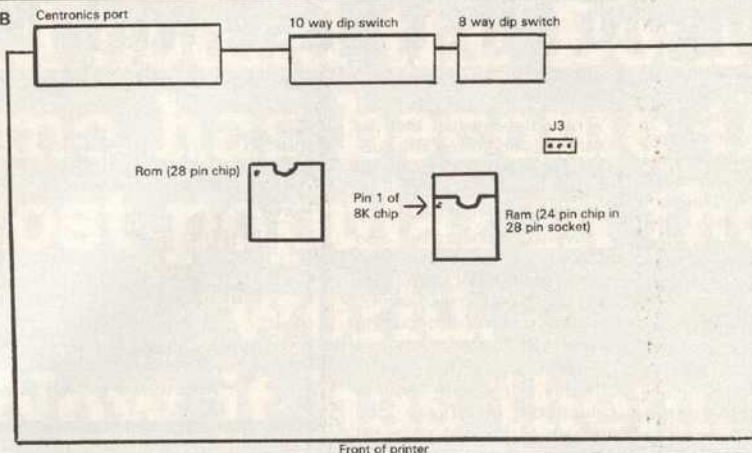 B
Centronics port
10 way dip switch
8 way dip switch
J3
Rom (28 pin chip)
Pin 1 of
8K chip
Ram (24 pin chip in
28 pin socket)
Front of printer